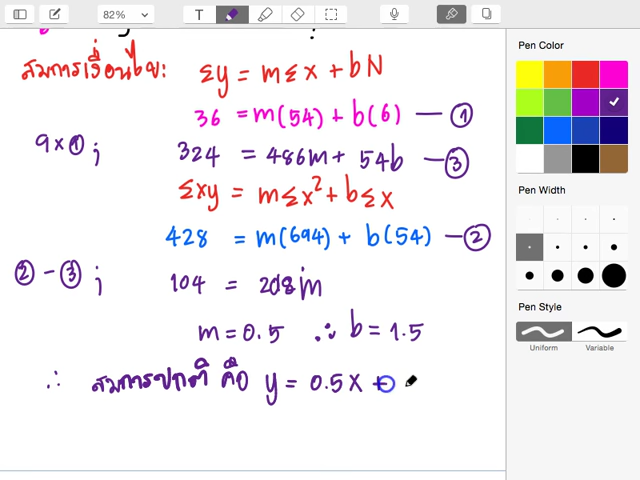 82%
T
Pen Color
สมการเงื่อนไข: Σy = mΣx + bN
36 = m(54) + b(6) — ①
9 × ① ; 324 = 486m + 54b — ③
Σxy = mΣx² + bΣx
428 = m(694) + b(54) — ②
② - ③ ; 104 = 208m
m = 0.5 ∴ b = 1.5
∴ สมการปกติ คือ y = 0.5x +
Pen Width
Pen Style
Uniform
Variable